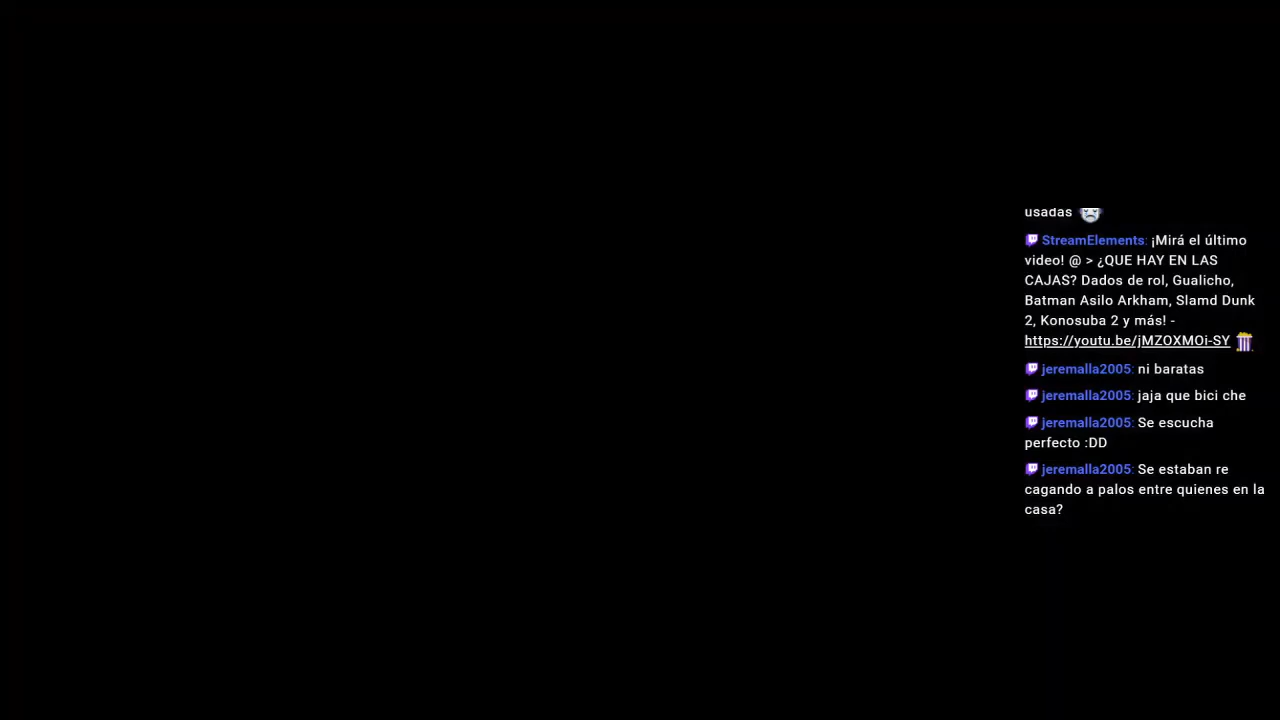 usadas
StreamElements: ¡Mirá el último
video! @ > ¿QUE HAY EN LAS
CAJAS? Dados de rol, Gualicho,
Batman Asilo Arkham, Slamd Dunk
2, Konosuba 2 y más! -
https://youtu.be/jMZOXMOi-SY
jeremalla2005: ni baratas
jeremalla2005: jaja que bici che
jeremalla2005: Se escucha
perfecto :DD
jeremalla2005: Se estaban re
cagando a palos entre quienes en la
casa?